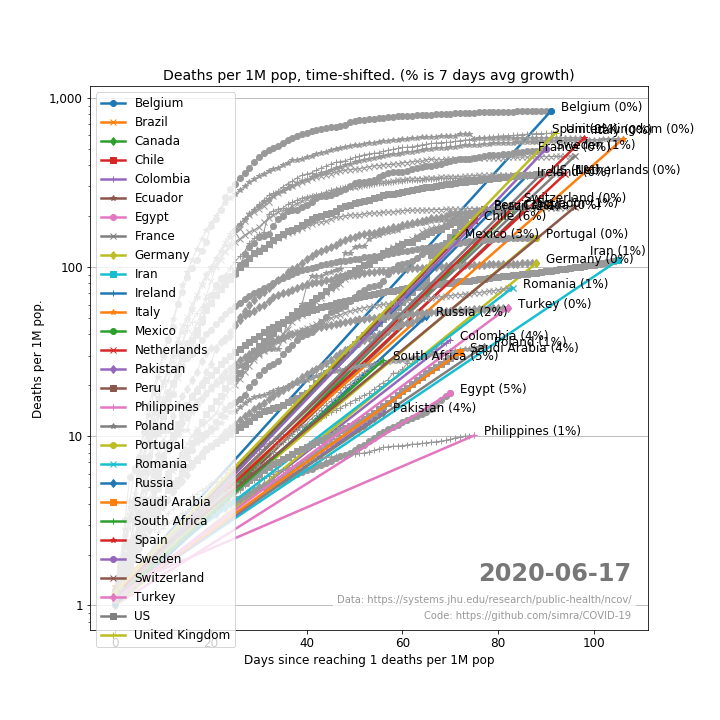 Deaths per 1M pop, time-shifted. (% is 7 days avg growth)
Deaths per 1M pop.
1,000
100
10
1
Belgium
Brazil
Canada
Chile
Colombia
Ecuador
Egypt
France
Germany
Iran
Ireland
Italy
Mexico
Netherlands
Pakistan
Peru
Philippines
Poland
Portugal
Romania
Russia
Saudi Arabia
South Africa
Spain
Sweden
Switzerland
Turkey
US
United Kingdom
Belgium (0%)
Spain (0%)
United Kingdom (0%)
Italy (0%)
Sweden (1%)
France (0%)
US
Netherlands (0%)
Ireland (0%)
Switzerland (0%)
Chile (6%)
Mexico (3%)
Portugal (0%)
Iran (1%)
Germany (0%)
Romania (1%)
Turkey (0%)
Russia (2%)
Colombia (4%)
Poland (1%)
Saudi Arabia (4%)
South Africa (5%)
Egypt (5%)
Pakistan (4%)
Philippines (1%)
2020-06-17
Data: https://systems.jhu.edu/research/public-health/ncov/
Code: https://github.com/simra/COVID-19
0
20
40
60
80
100
Days since reaching 1 deaths per 1M pop